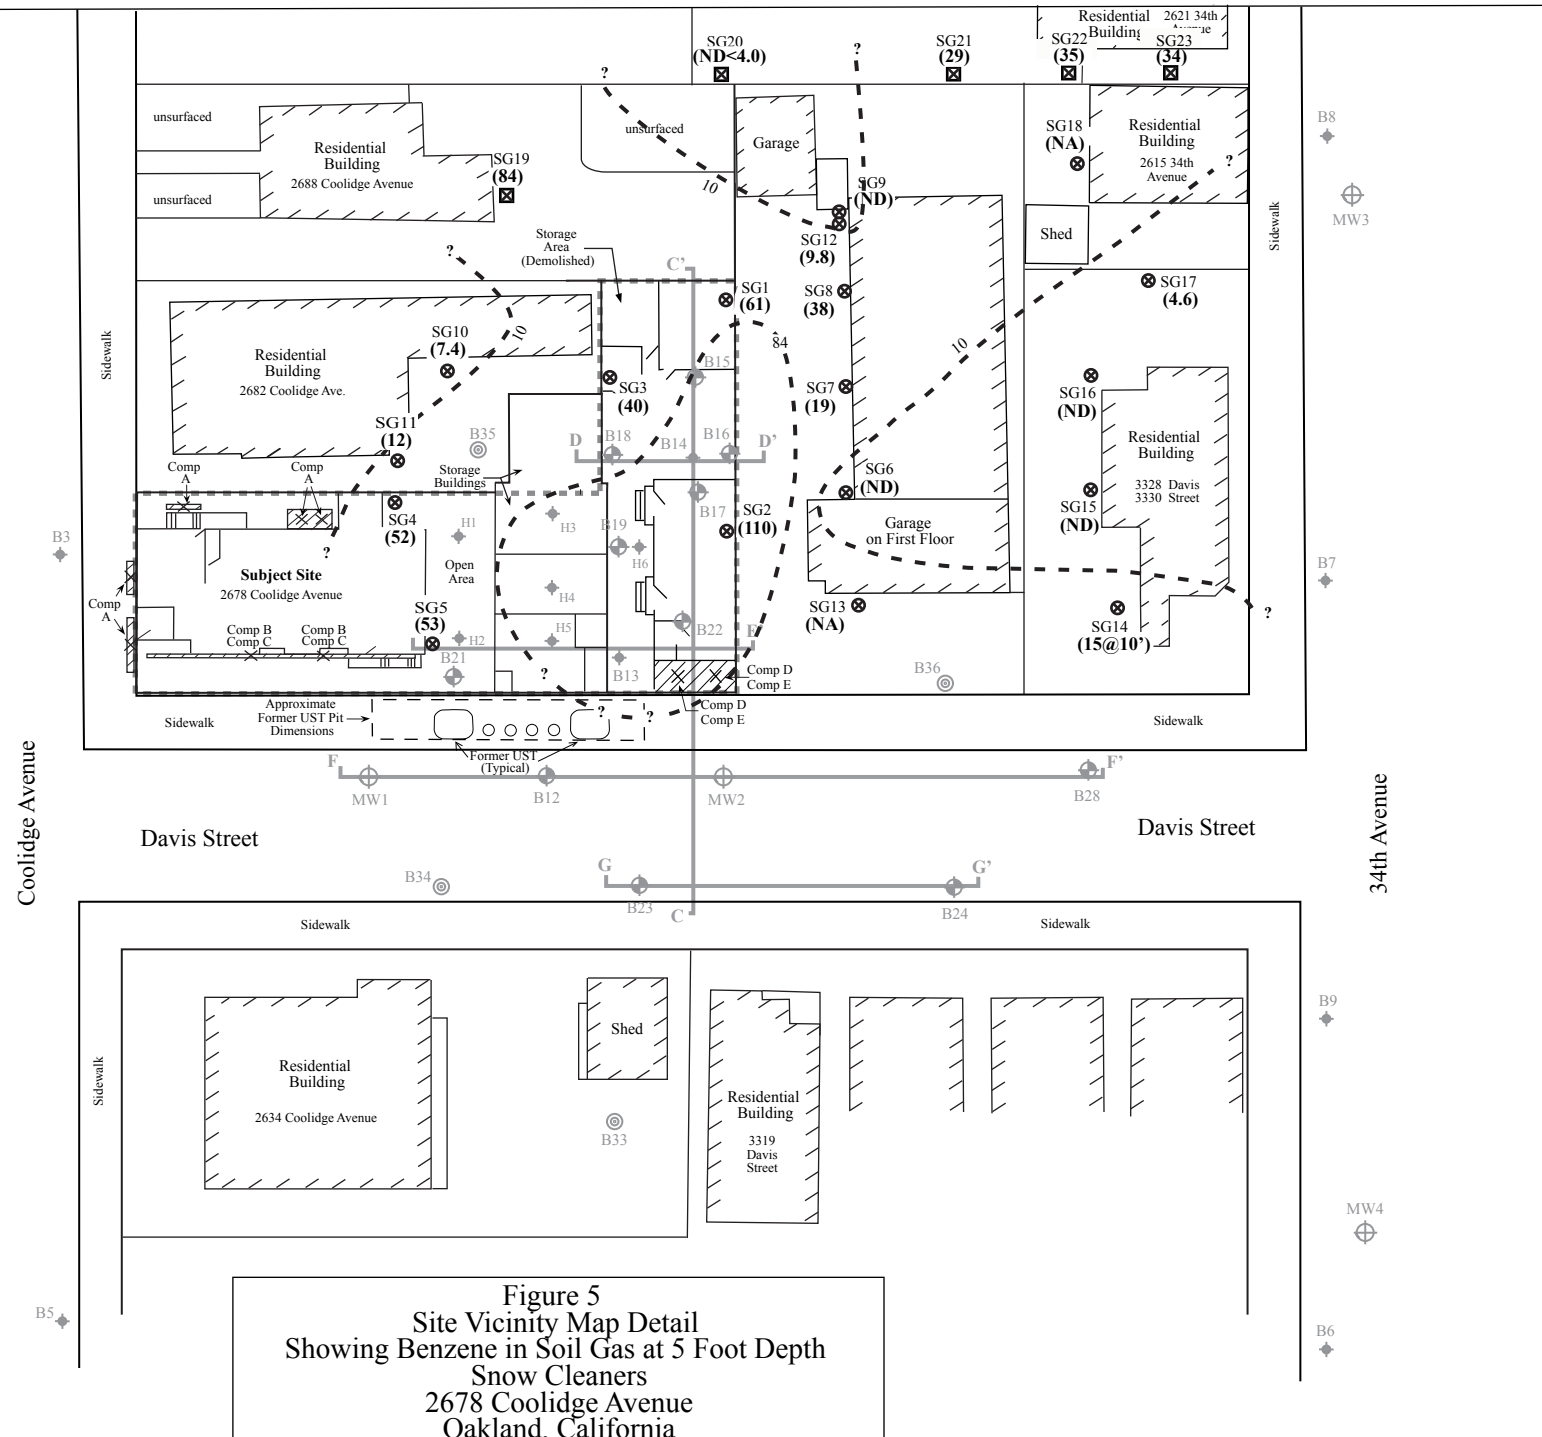 Residential
Building
2621 34th
SG20
(ND<4.0)
SG21
(29)
SG22
(35)
SG23
(34)
?
?
unsurfaced
Residential
Building
2688 Coolidge Avenue
unsurfaced
SG19
(84)
unsurfaced
10
Garage
SG9
(ND)
SG12
(9.8)
SG18
(NA)
Residential
Building
2615 34th
Avenue
?
Shed
SG17
(4.6)
B8
MW3
Sidewalk
Storage
Area
(Demolished)
?
C'
SG1
(61)
SG8
(38)
Sidewalk
Residential
Building
2682 Coolidge Ave.
SG10
(7.4)
10
SG11
(12)
SG3
(40)
B15
84
SG7
(19)
10
SG16
(ND)
Residential
Building
3328 Davis
3330 Street
SG15
(ND)
B35
D
B18
B14
B16
D’
SG6
(ND)
Storage
Buildings
Comp
A
Comp
A
SG4
(52)
H1
H3
B19
H6
B17
SG2
(110)
Garage
on First Floor
B3
?
Subject Site
2678 Coolidge Avenue
Open
Area
B7
Comp
A
H4
SG5
(53)
H2
H5
B22
E’
SG13
(NA)
SG14
(15@10’)
?
Comp B
Comp C
Comp B
Comp C
B21
?
B13
Comp D
Comp E
Comp D
Comp E
B36
Sidewalk
Approximate
Former UST Pit
Dimensions
?
?
Sidewalk
Former UST
(Typical)
F
MW1
B12
MW2
B28
F’
Coolidge Avenue
Davis Street
Davis Street
34th Avenue
B34
G
B23
C
B24
G’
Sidewalk
Sidewalk
Sidewalk
Residential
Building
2634 Coolidge Avenue
Shed
B33
Residential
Building
3319
Davis
Street
B9
MW4
B5
B6
Figure 5
Site Vicinity Map Detail
Showing Benzene in Soil Gas at 5 Foot Depth
Snow Cleaners
2678 Coolidge Avenue
Oakland, California